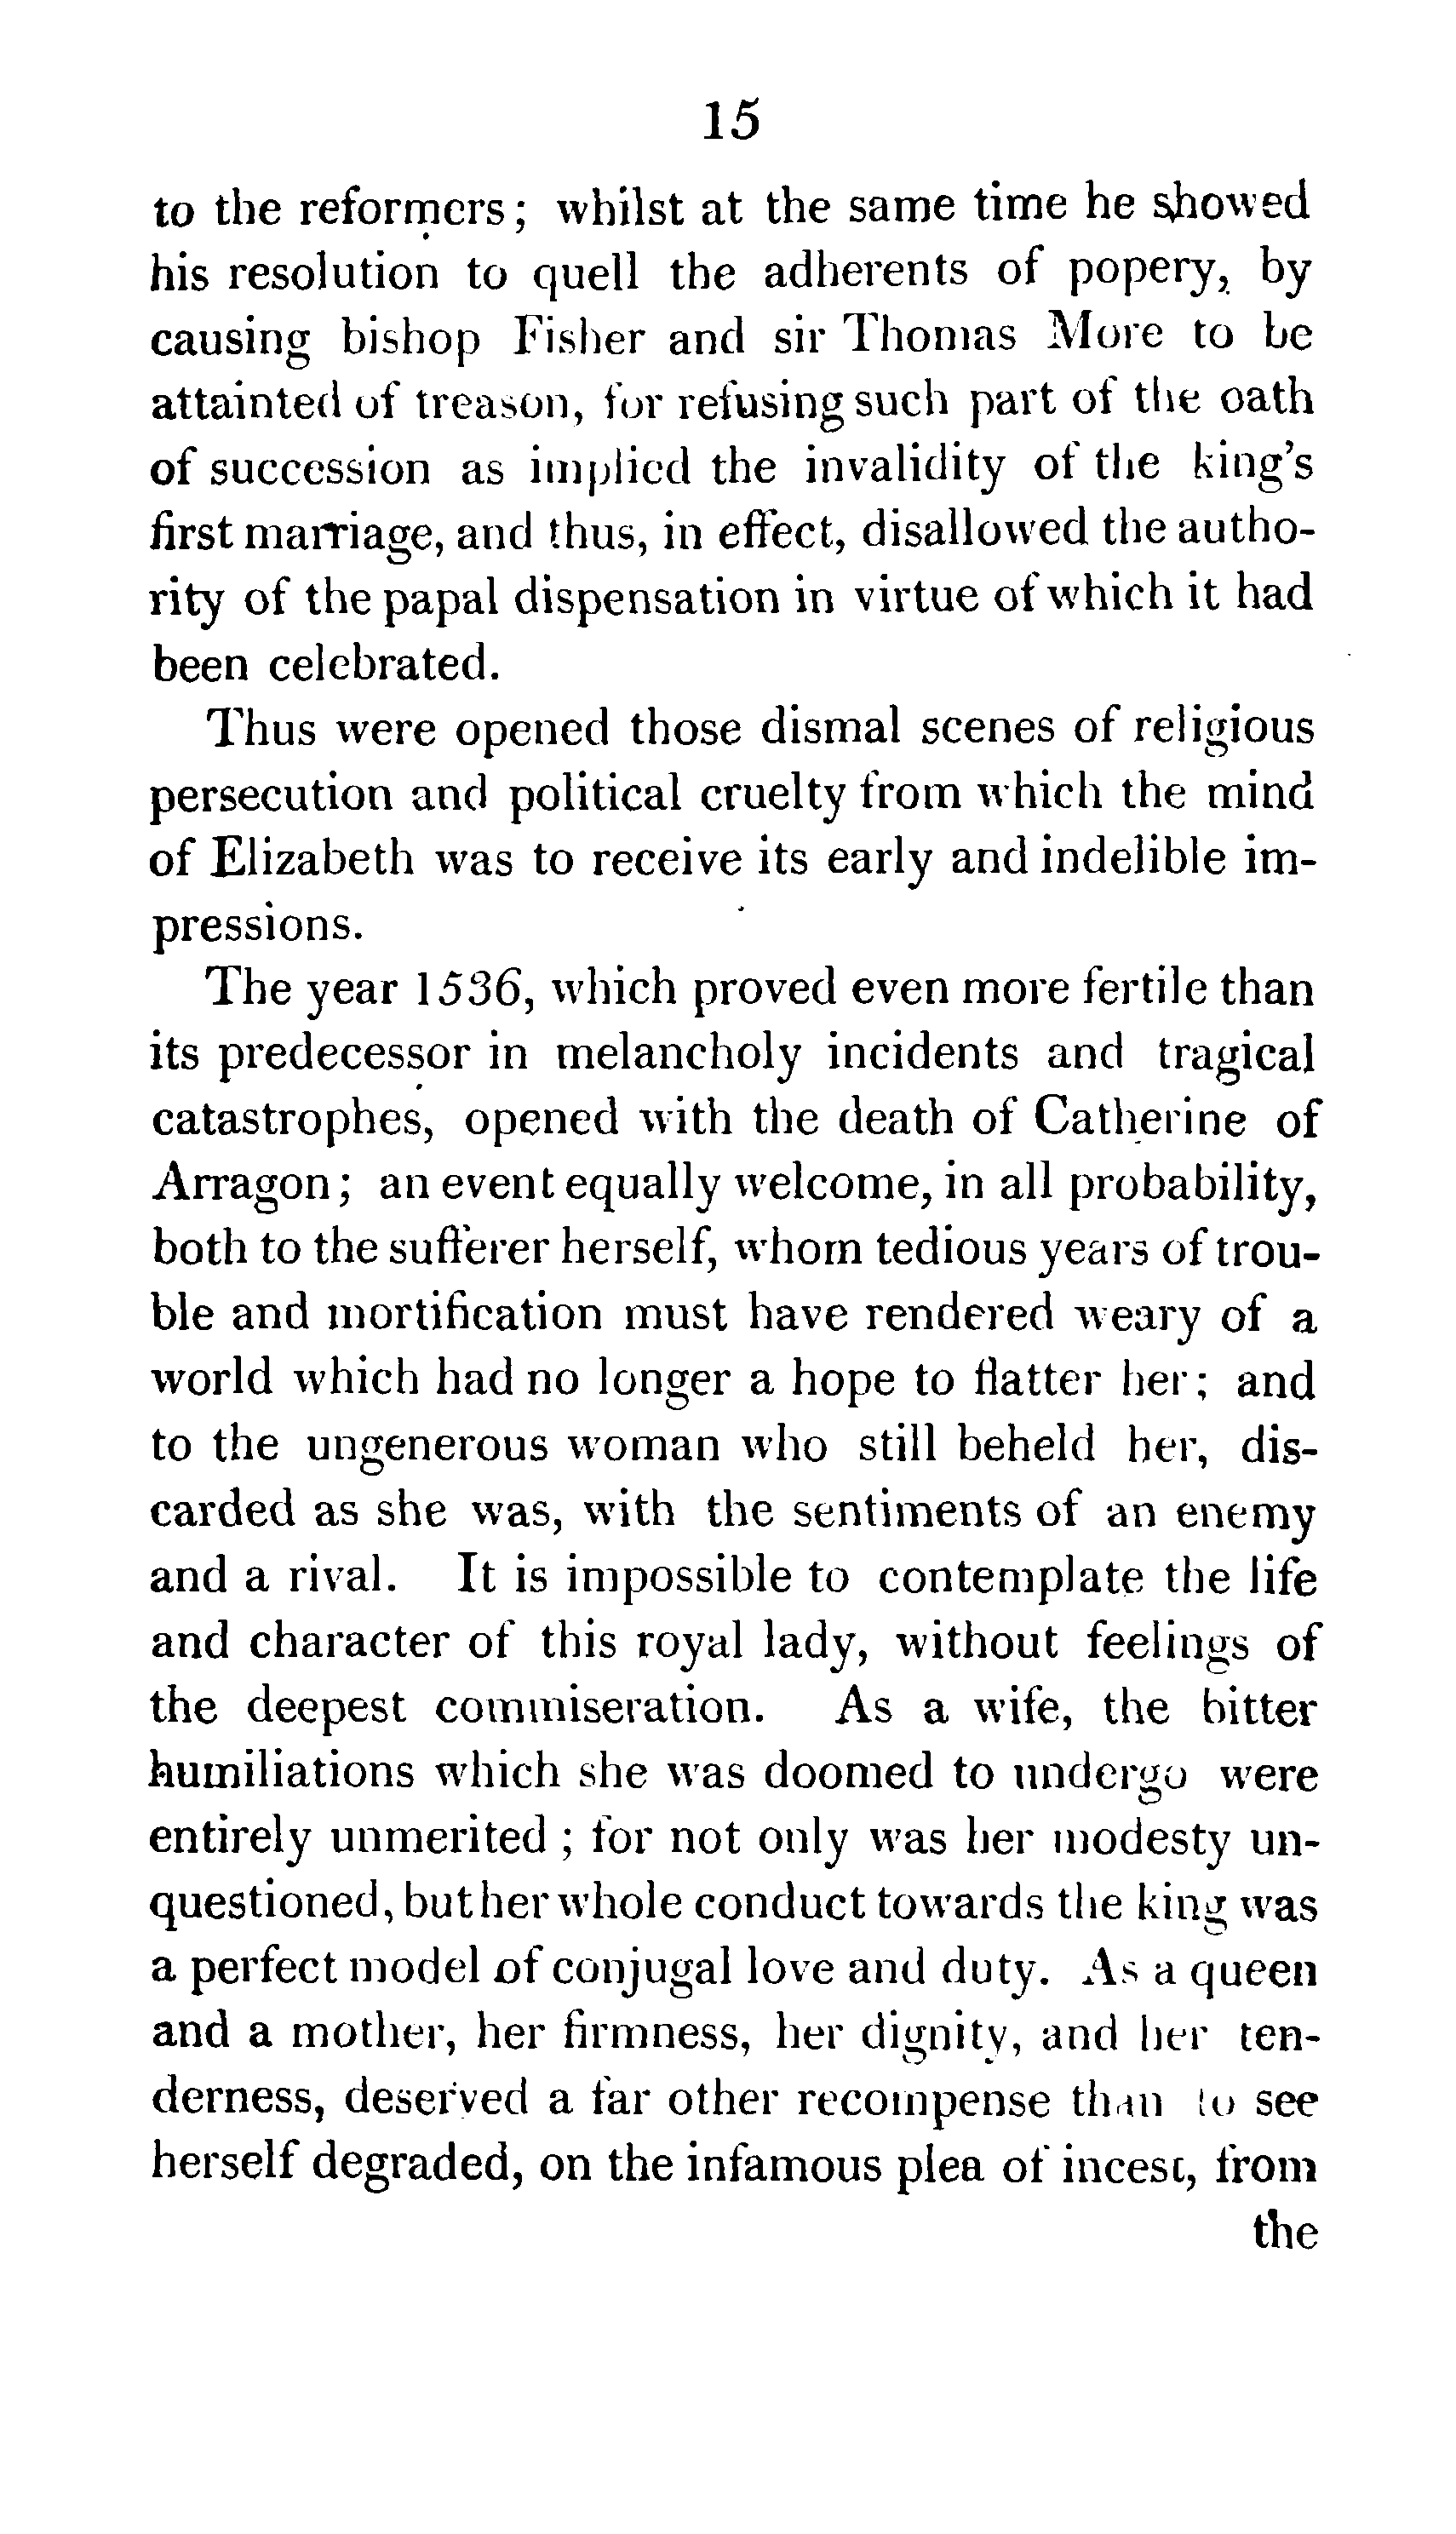 15
to the reformers; whilst at the same time he showed
his resolution to quell the adherents of popery, by
causing bishop Fisher and sir Thomas More to be
attainted of treason, for refusing such part of the oath
of succession as implied the invalidity of the king's
first marriage, and thus, in effect, disallowed the autho-
rity of the papal dispensation in virtue of which it had
been celebrated.
Thus were opened those dismal scenes of religious
persecution and political cruelty from which the mind
of Elizabeth was to receive its early and indelible im-
pressions.
The year 1536, which proved even more fertile than
its predecessor in melancholy incidents and tragical
catastrophes, opened with the death of Catherine of
Arragon; an event equally welcome, in all probability,
both to the sufferer herself, whom tedious years of trou-
ble and mortification must have rendered weary of a
world which had no longer a hope to flatter her; and
to the ungenerous woman who still beheld her, dis-
carded as she was, with the sentiments of an enemy
and a rival. It is impossible to contemplate the life
and character of this royal lady, without feelings of
the deepest commiseration. As a wife, the bitter
humiliations which she was doomed to undergo were
entirely unmerited; for not only was her modesty un-
questioned, but her whole conduct towards the king was
a perfect model of conjugal love and duty. As a queen
and a mother, her firmness, her dignity, and her ten-
derness, deserved a far other recompense than to see
herself degraded, on the infamous plea of incest, from
the